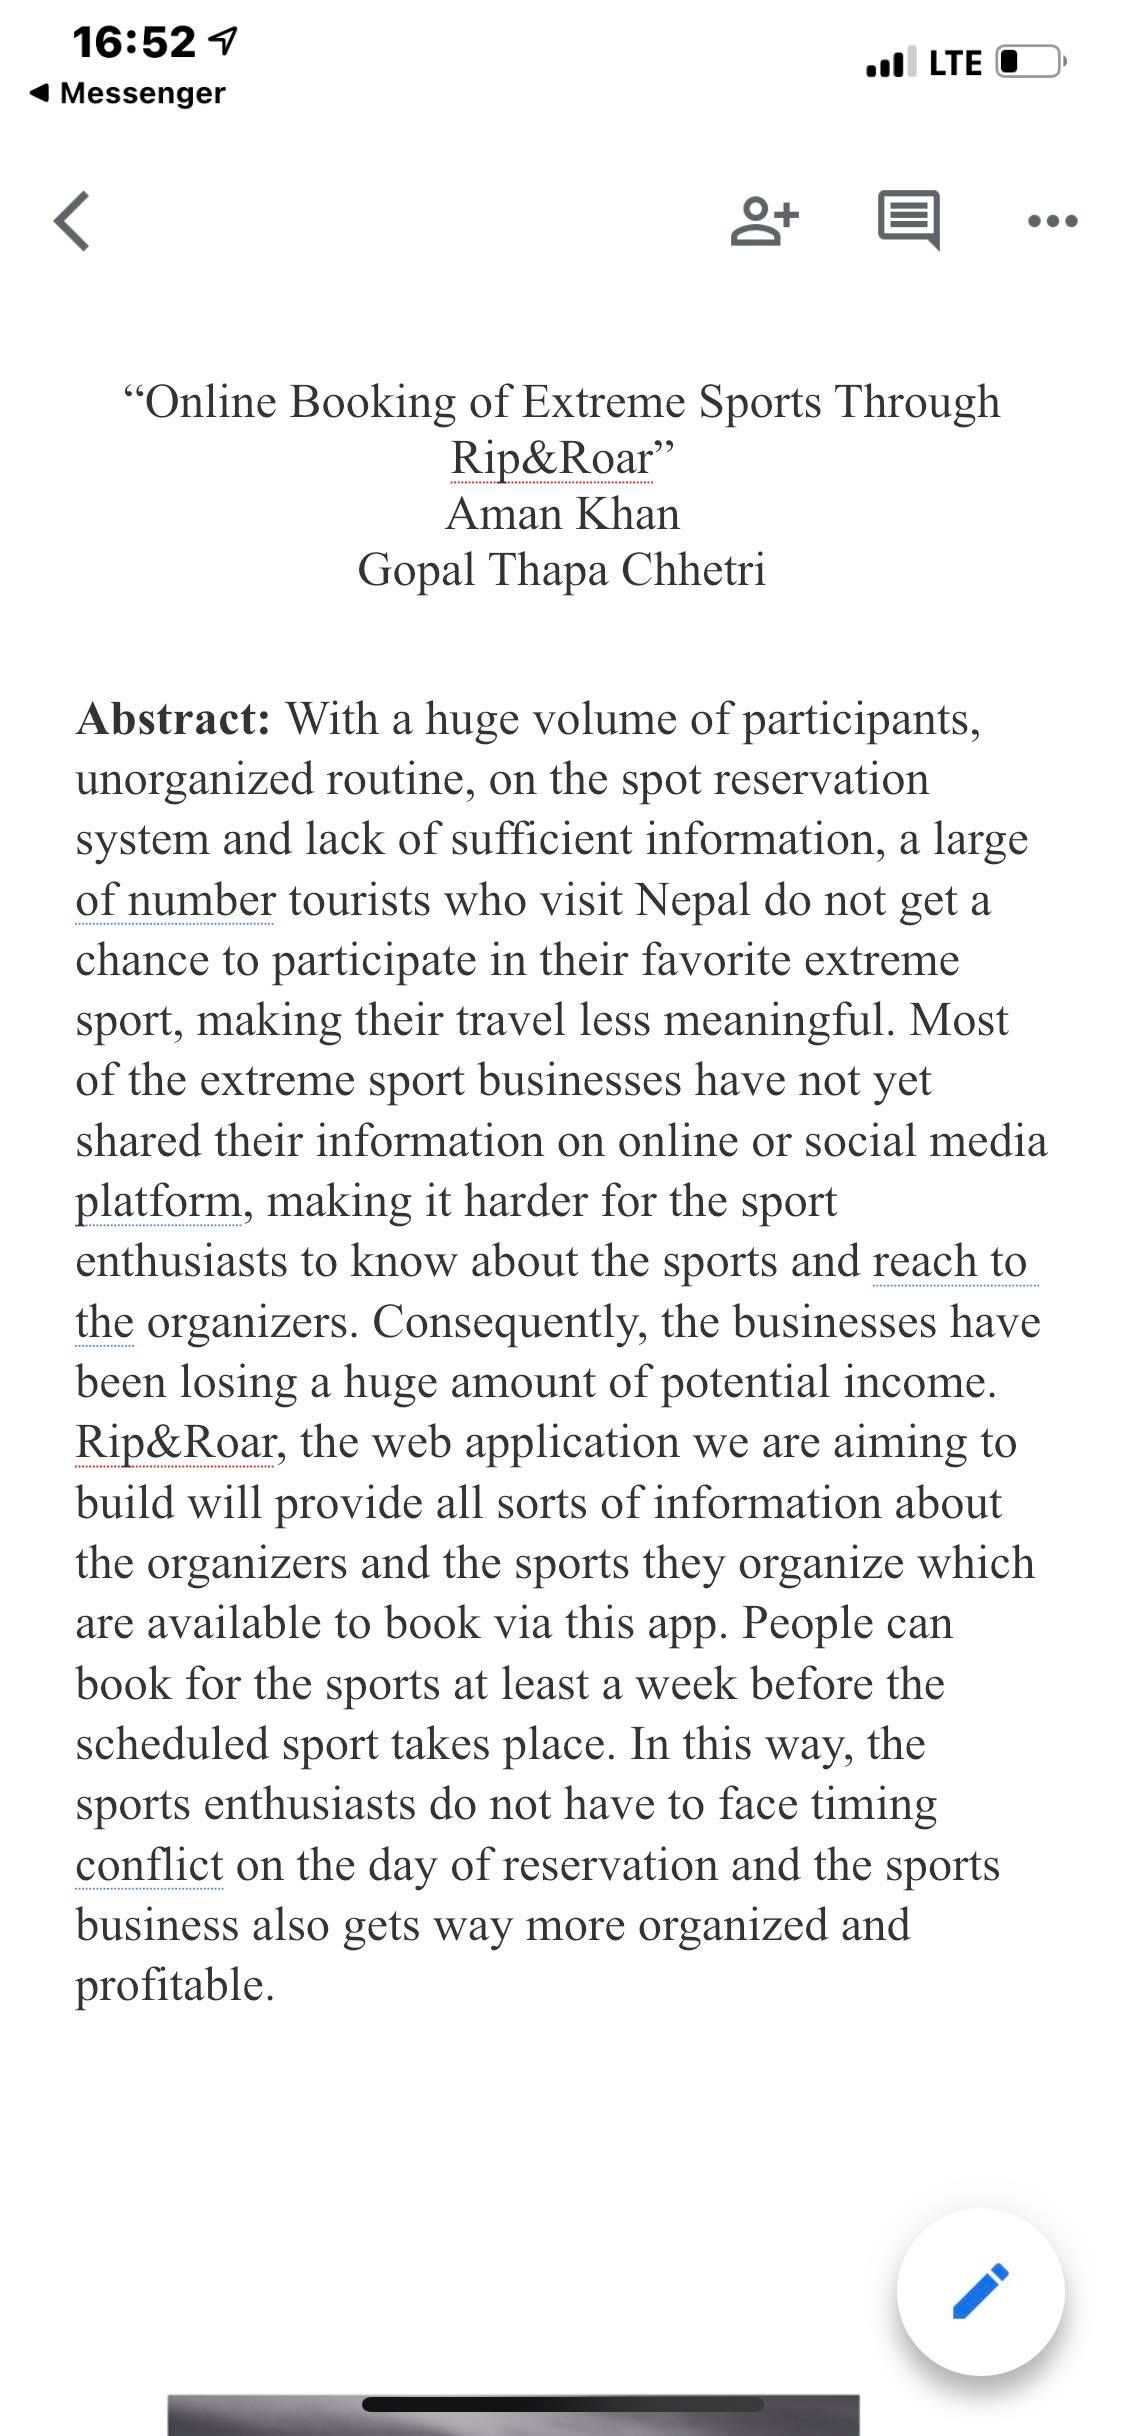 16:52
LTE
Messenger
“Online Booking of Extreme Sports Through
Rip&Roar”
Aman Khan
Gopal Thapa Chhetri
Abstract: With a huge volume of participants,
unorganized routine, on the spot reservation
system and lack of sufficient information, a large
of number tourists who visit Nepal do not get a
chance to participate in their favorite extreme
sport, making their travel less meaningful. Most
of the extreme sport businesses have not yet
shared their information on online or social media
platform, making it harder for the sport
enthusiasts to know about the sports and reach to
the organizers. Consequently, the businesses have
been losing a huge amount of potential income.
Rip&Roar, the web application we are aiming to
build will provide all sorts of information about
the organizers and the sports they organize which
are available to book via this app. People can
book for the sports at least a week before the
scheduled sport takes place. In this way, the
sports enthusiasts do not have to face timing
conflict on the day of reservation and the sports
business also gets way more organized and
profitable.